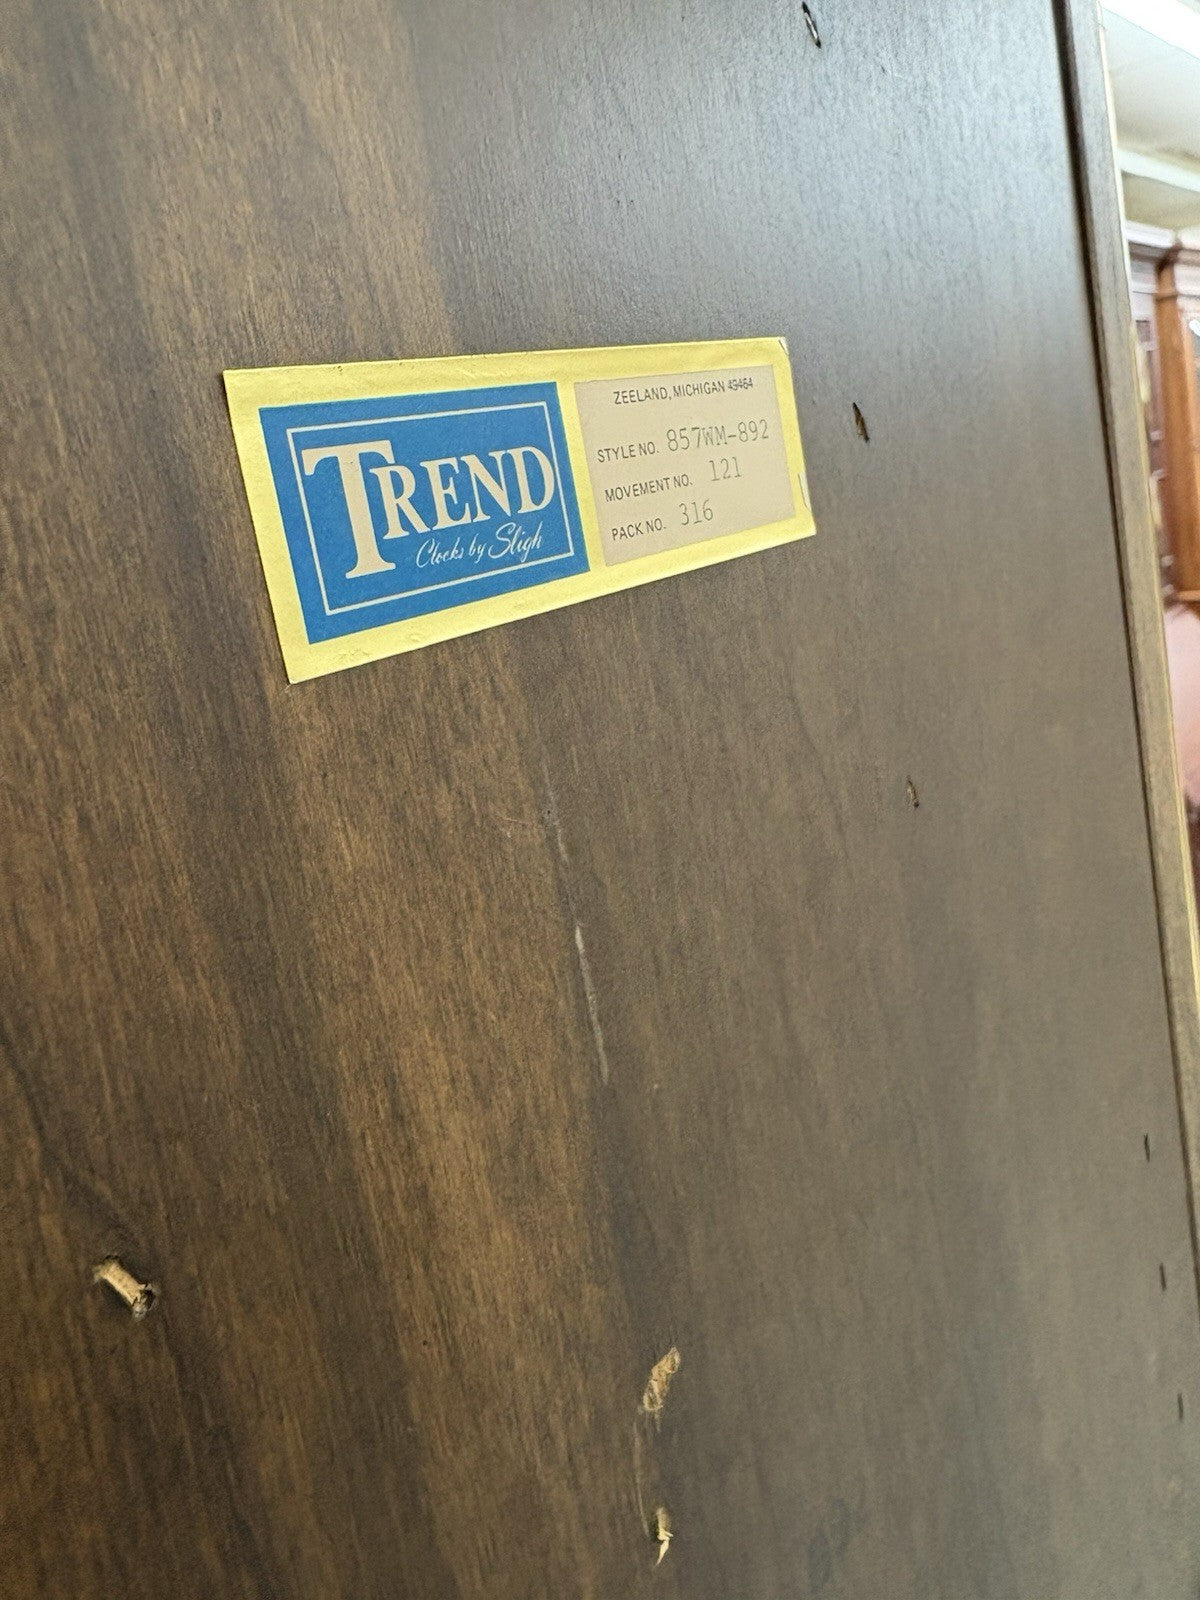 TREND
Clocks by Sligh
ZEELAND, MICHIGAN 49464
STYLE NO. 857WM-892
MOVEMENT NO. 121
PACK NO. 316